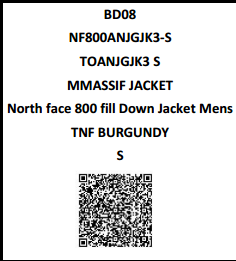 BD08
NF800ANJGJK3-S
TOANJGJK3 S
MMASSIF JACKET
North face 800 fill Down Jacket Mens
TNF BURGUNDY
S